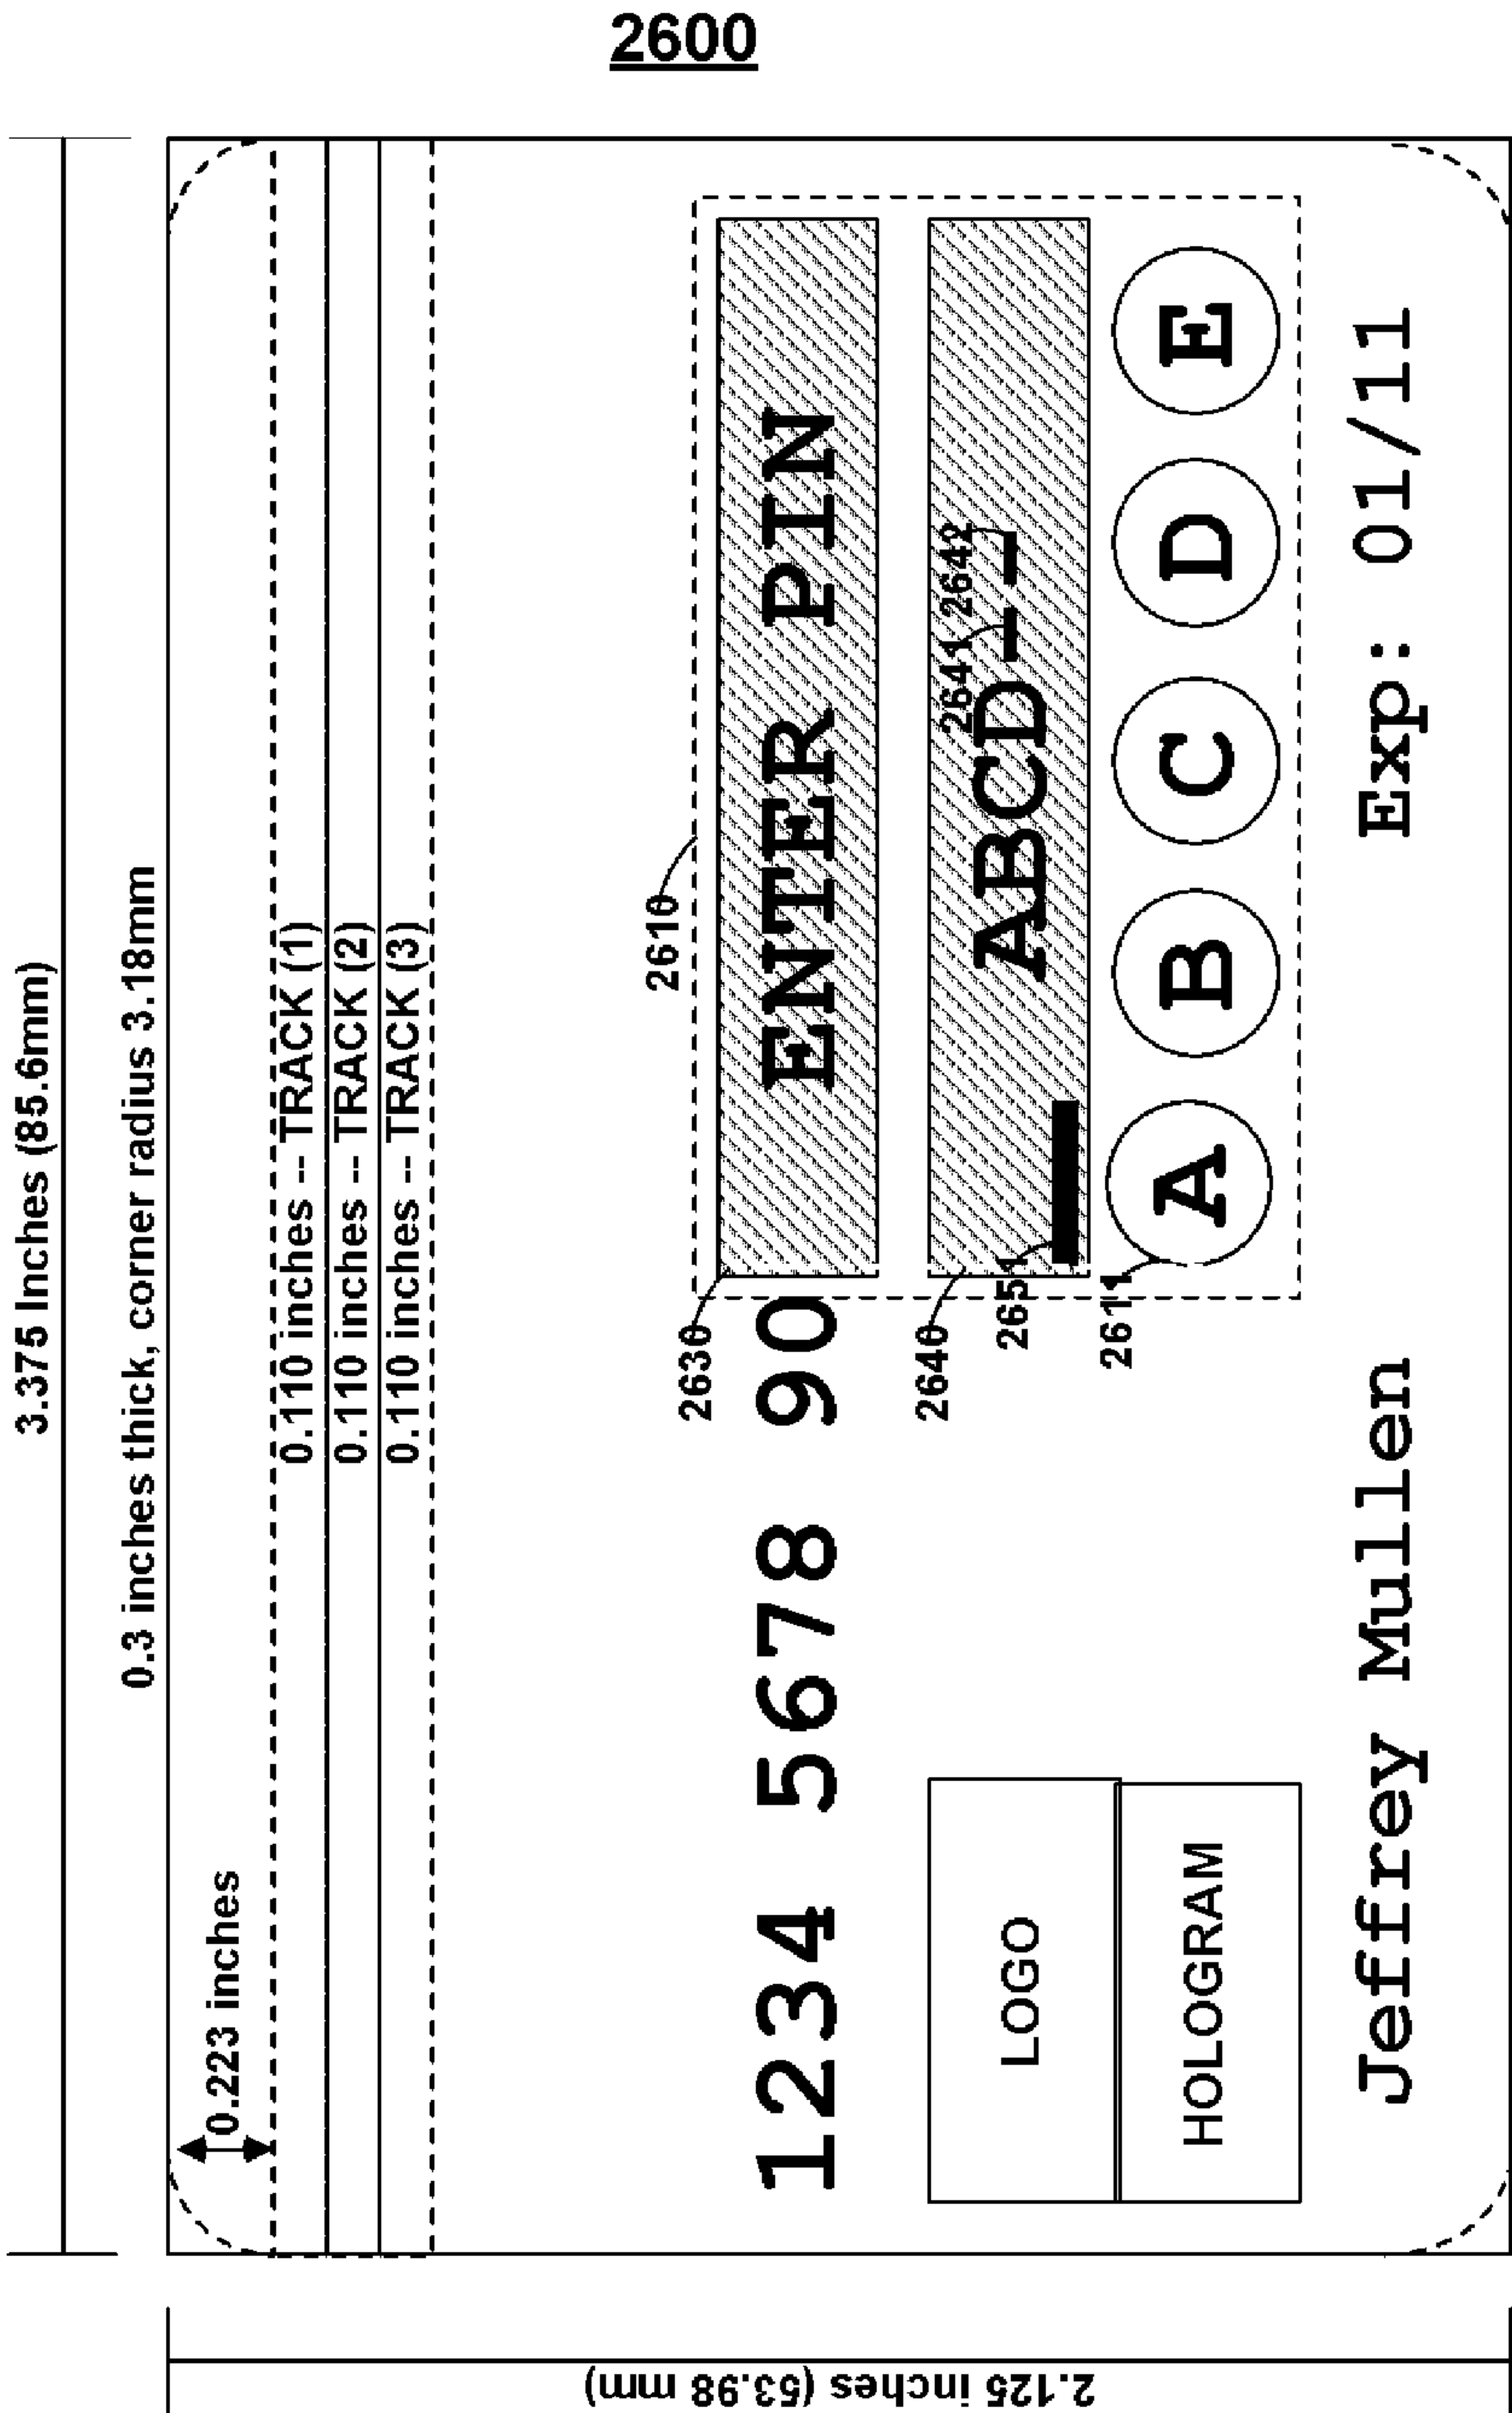 2600
3.375 Inches (85.6mm)
0.3 inches thick, corner radius 3.18mm
0.223 inches
0.110 inches -- TRACK (1)
0.110 inches -- TRACK (2)
0.110 inches -- TRACK (3)
2610
2630
1234 5678 90
ENTER PIN
2640
2641 2642
ABCD _ _
2651
2611
A B C D E
LOGO
HOLOGRAM
Jeffrey Mullen
Exp: 01/11
2.125 inches (53.98 mm)